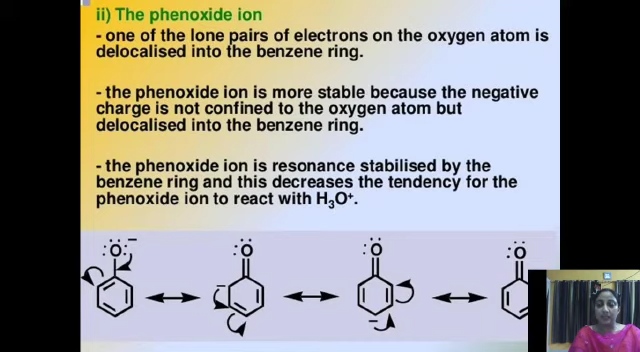 ii) The phenoxide ion
- one of the lone pairs of electrons on the oxygen atom is
delocalised into the benzene ring.
- the phenoxide ion is more stable because the negative
charge is not confined to the oxygen atom but
delocalised into the benzene ring.
- the phenoxide ion is resonance stabilised by the
benzene ring and this decreases the tendency for the
phenoxide ion to react with H₃O⁺.
:Ö:⁻ :O :O :O